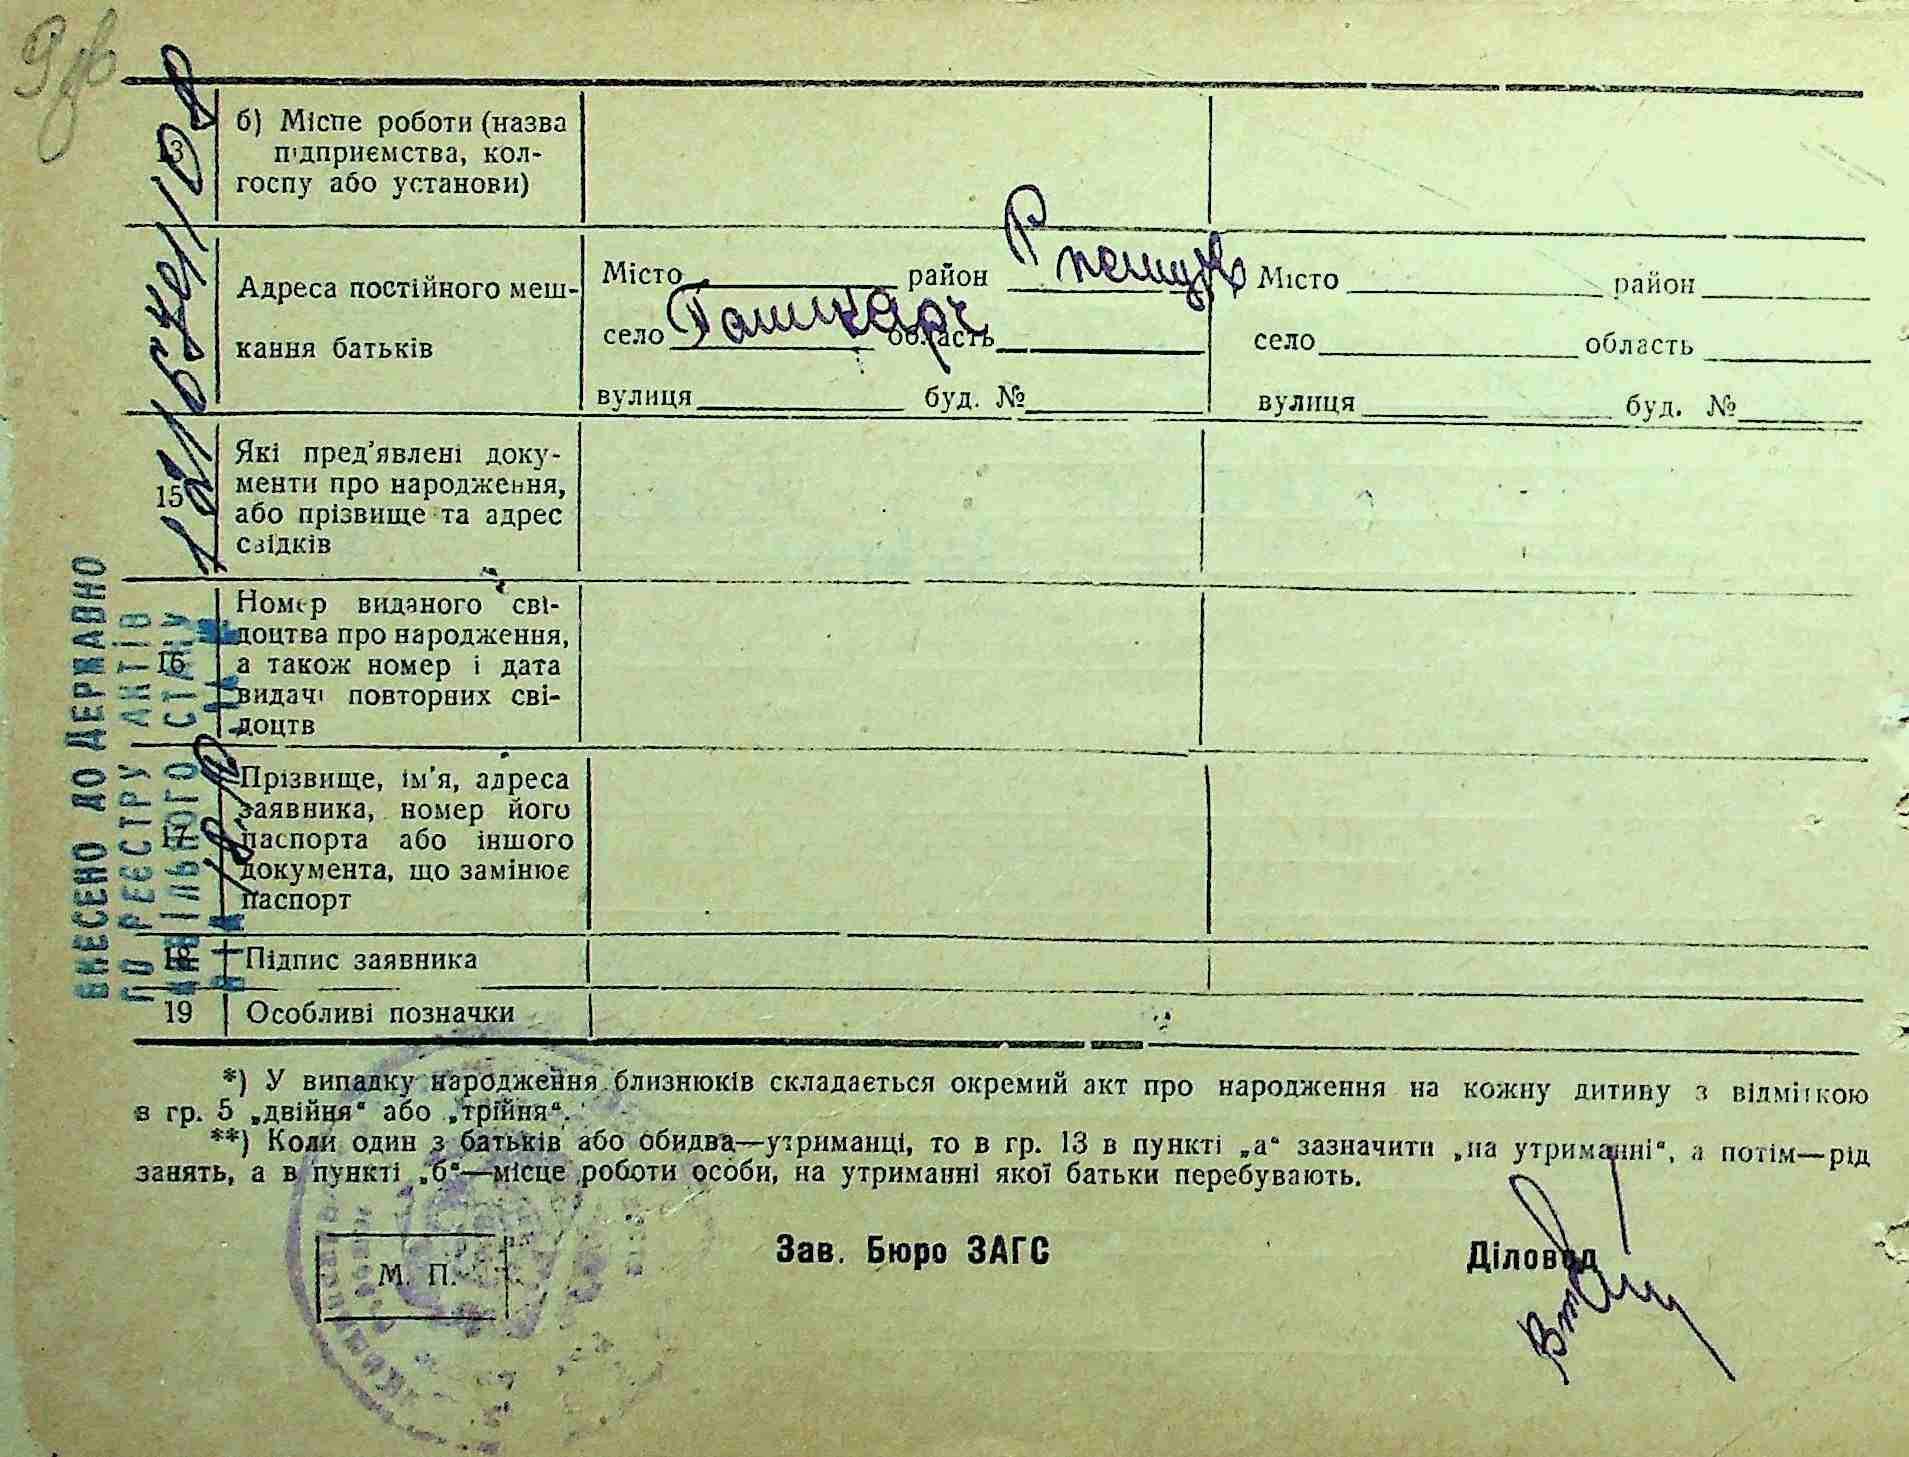 13
б) Місце роботи (назва
підприємства, кол-
госпу або установи)
Адреса постійного меш-
кання батьків
Місто район
село область
вулиця буд. №
Місто район
село область
вулиця буд. №
15
Які пред’явлені доку-
менти про народження,
або прізвище та адрес
свідків
16
Номер виданого сві-
доцтва про народження,
а також номер і дата
видачі повторних сві-
доцтв
17
Прізвище, ім’я, адреса
заявника, номер його
паспорта або іншого
документа, що замінює
паспорт
18
Підпис заявника
19
Особливі позначки
ВНЕСЕНО ДО ДЕРЖАВНО
ГО РЕЄСТРУ АКТІВ
ЦИВІЛЬНОГО СТАНУ
*) У випадку народження близнюків складається окремий акт про народження на кожну дитину з відміткою
в гр. 5 „двійня“ або „трійня“.
**) Коли один з батьків або обидва—утриманці, то в гр. 13 в пункті „а“ зазначити „на утриманні“, а потім—рід
занять, а в пункті „б“—місце роботи особи, на утриманні якої батьки перебувають.
М. П.
Зав. Бюро ЗАГС
Діловод